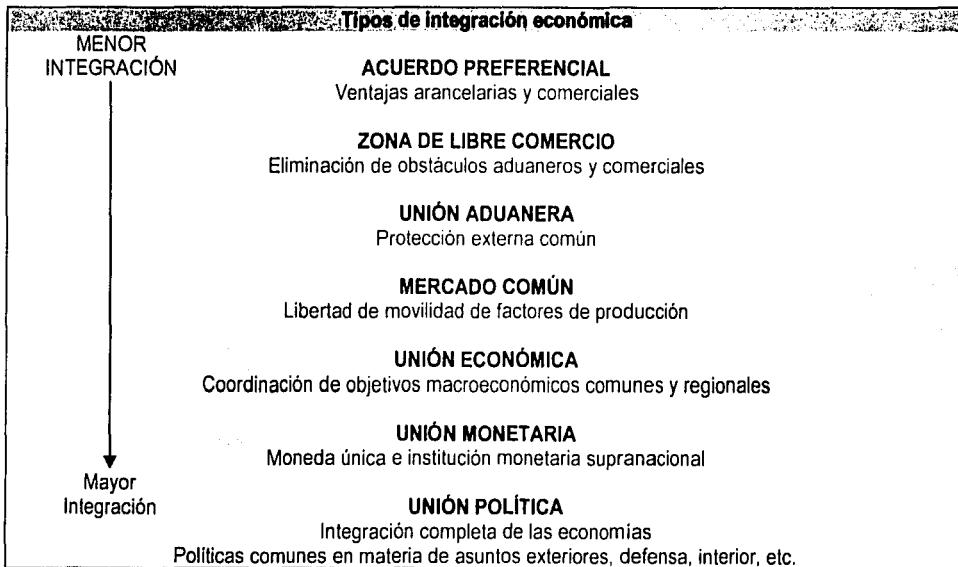 Tipos de integración económica
MENOR
INTEGRACIÓN
ACUERDO PREFERENCIAL
Ventajas arancelarias y comerciales
ZONA DE LIBRE COMERCIO
Eliminación de obstáculos aduaneros y comerciales
UNIÓN ADUANERA
Protección externa común
MERCADO COMÚN
Libertad de movilidad de factores de producción
UNIÓN ECONÓMICA
Coordinación de objetivos macroeconómicos comunes y regionales
UNIÓN MONETARIA
Moneda única e institución monetaria supranacional
Mayor
Integración
UNIÓN POLÍTICA
Integración completa de las economías
Políticas comunes en materia de asuntos exteriores, defensa, interior, etc.